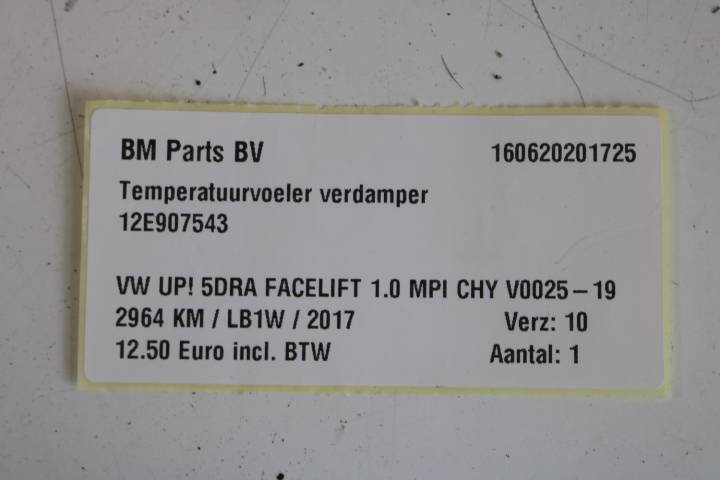 BM Parts BV 160620201725
Temperatuurvoeler verdamper
12E907543
VW UP! 5DRA FACELIFT 1.0 MPI CHY V0025-19
2964 KM / LB1W / 2017 Verz: 10
12.50 Euro incl. BTW Aantal: 1